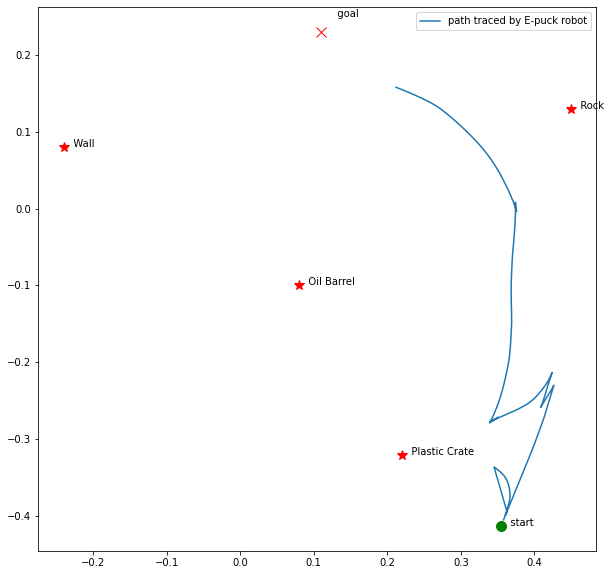 goal
path traced by E-puck robot
0.2
Rock
0.1
Wall
0.0
−0.1
Oil Barrel
−0.2
−0.3
Plastic Crate
−0.4
start
−0.2 −0.1 0.0 0.1 0.2 0.3 0.4